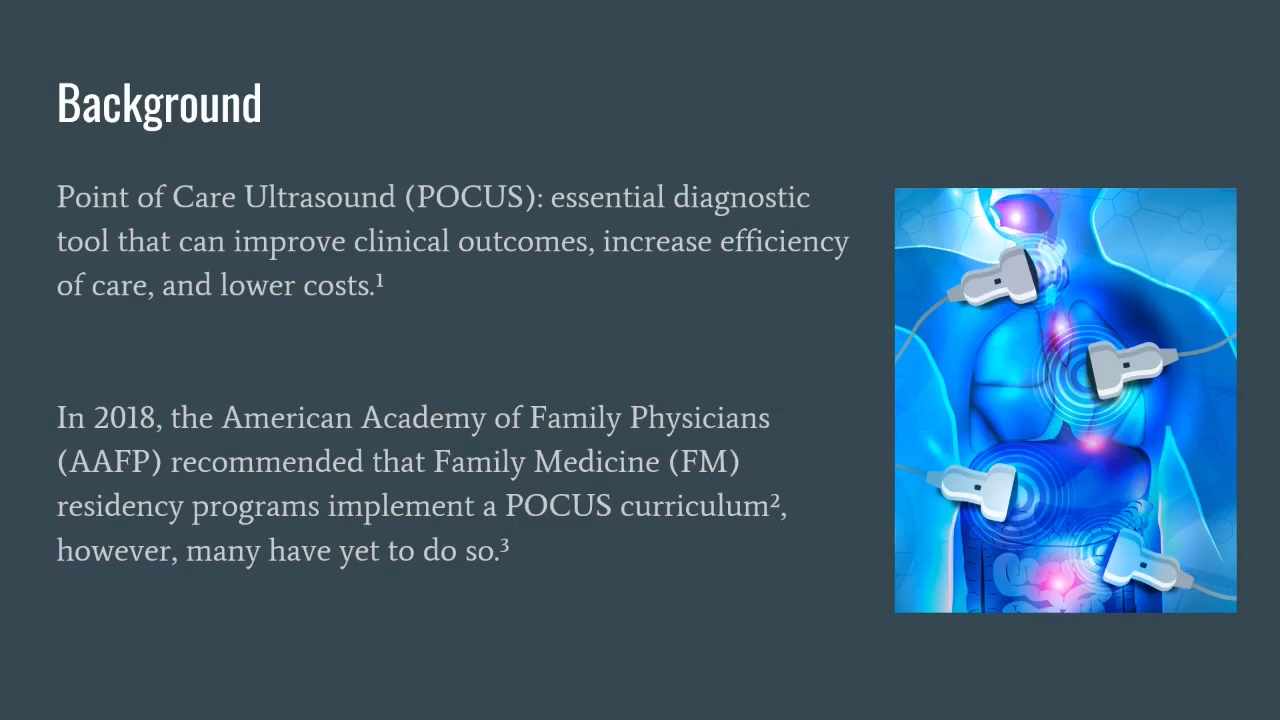 Background
Point of Care Ultrasound (POCUS): essential diagnostic
tool that can improve clinical outcomes, increase efficiency
of care, and lower costs.¹
In 2018, the American Academy of Family Physicians
(AAFP) recommended that Family Medicine (FM)
residency programs implement a POCUS curriculum²,
however, many have yet to do so.³